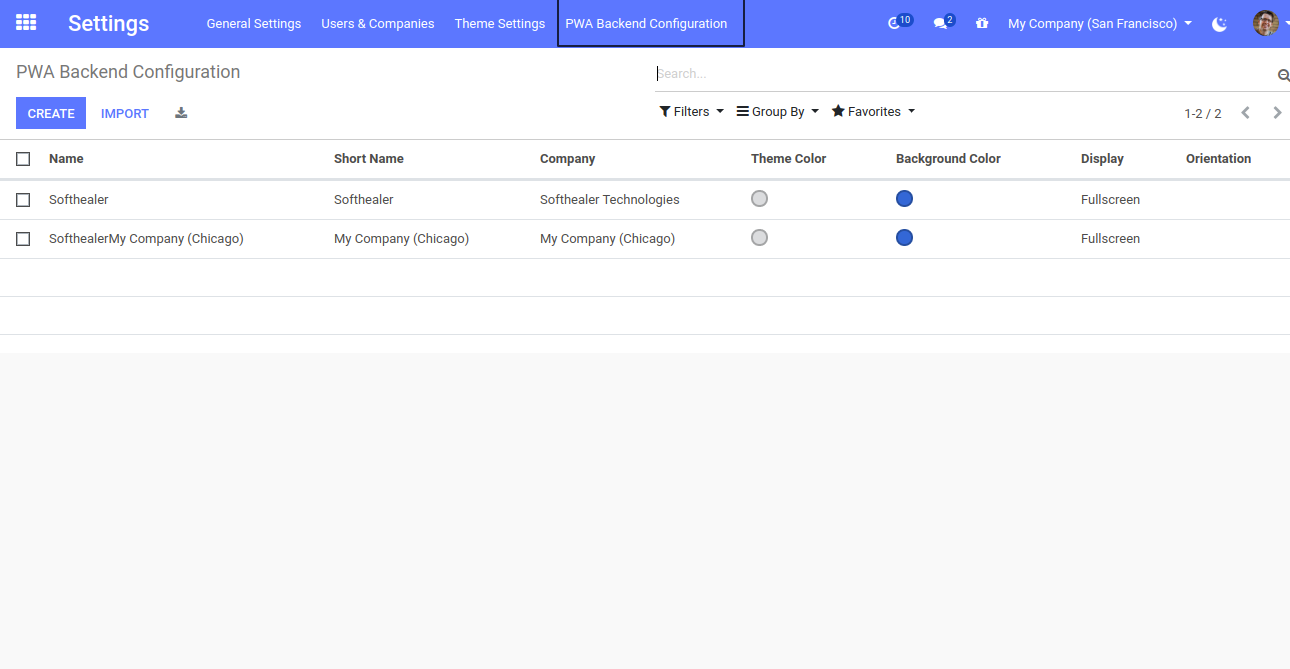 Settings General Settings Users & Companies Theme Settings PWA Backend Configuration 10 2 My Company (San Francisco)
PWA Backend Configuration
Search...
CREATE IMPORT Filters Group By Favorites 1-2 / 2
Name Short Name Company Theme Color Background Color Display Orientation
Softhealer Softhealer Softhealer Technologies Fullscreen
SofthealerMy Company (Chicago) My Company (Chicago) My Company (Chicago) Fullscreen